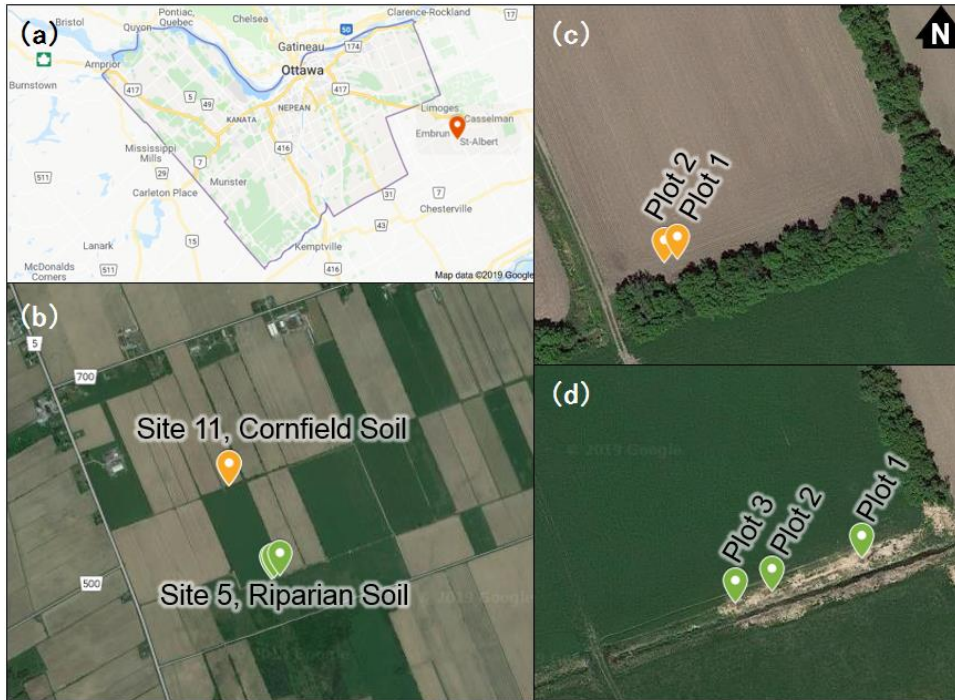 (a)
Bristol
Pontiac,
Quebec
Quyon
Chelsea
Clarence-Rockland
17
50
174
Gatineau
Ottawa
Arnprior
Burnstown
417
5
49
417
KANATA
NEPEAN
Limoges
Casselman
Embrun
St-Albert
Mississippi
Mills
7
416
511
29
Munster
31
7
Carleton Place
Chesterville
43
Lanark
15
Kemptville
McDonalds
Corners
511
416
Map data ©2019 Google
(b)
5
700
Site 11, Cornfield Soil
500
Site 5, Riparian Soil
2019 Google
(c)
N
Plot 2
Plot 1
(d)
© 2019 Google
Plot 3
Plot 2
Plot 1